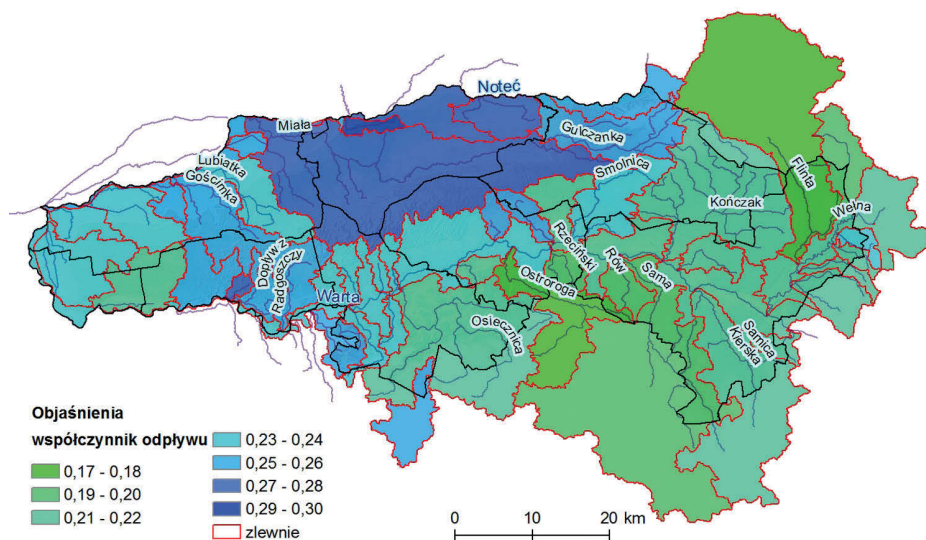 Noteć
Miała
Gulczanka
Lubiatka
Gościmka
Smolnica
Flinta
Kończak
Wełna
Dopływ z
Radgoszczy
Rzeciński
Rów
Sama
Ostroroga
Warta
Osiecznica
Samica
Kierska
Objaśnienia
współczynnik odpływu
0,17 - 0,18
0,19 - 0,20
0,21 - 0,22
0,23 - 0,24
0,25 - 0,26
0,27 - 0,28
0,29 - 0,30
zlewnie
0 10 20 km